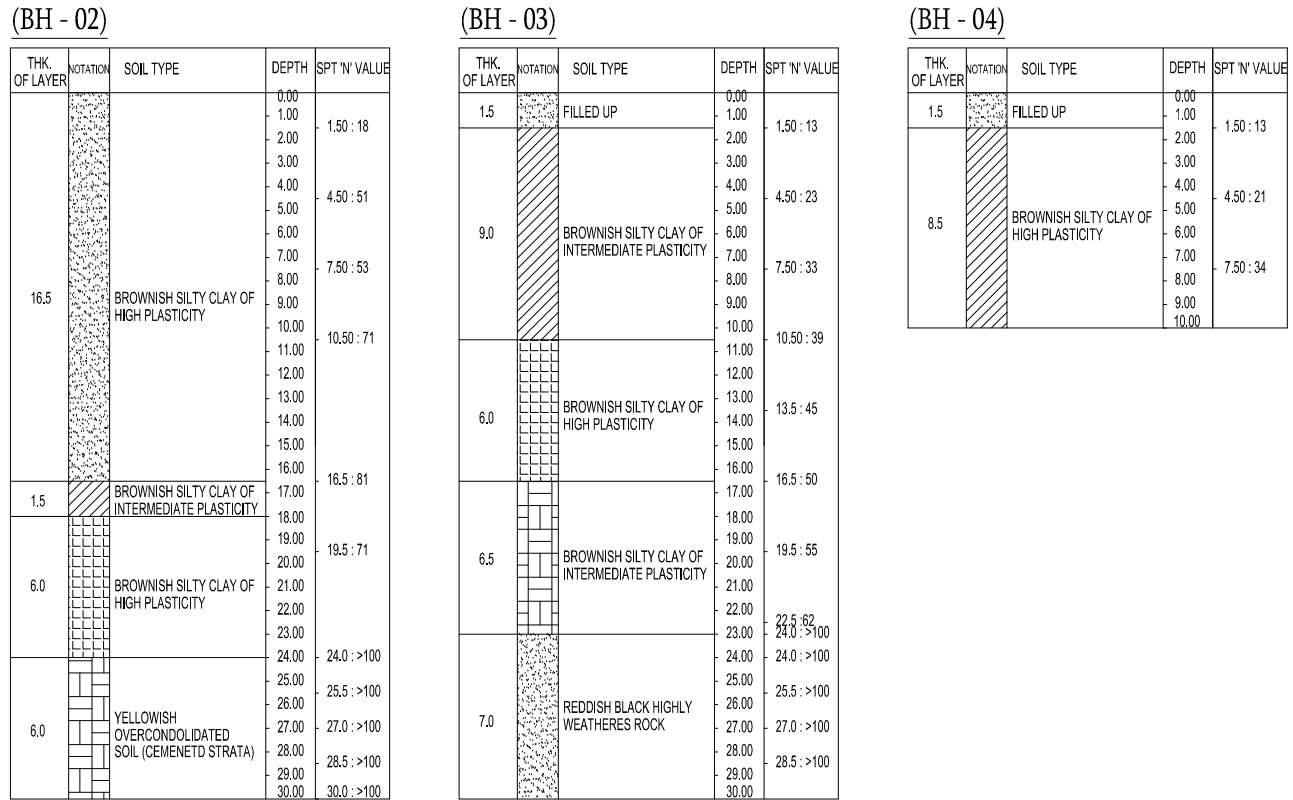 (BH - 02)
THK. OF LAYER NOTATION SOIL TYPE DEPTH SPT 'N' VALUE
0.00
1.00
1.50 : 18
2.00
3.00
4.00
4.50 : 51
5.00
6.00
7.00
7.50 : 53
8.00
16.5 BROWNISH SILTY CLAY OF
9.00
HIGH PLASTICITY
10.00
10.50 : 71
11.00
12.00
13.00
14.00
15.00
16.00
16.5 : 81
1.5 BROWNISH SILTY CLAY OF
17.00
INTERMEDIATE PLASTICITY
18.00
19.00
19.5 : 71
20.00
6.0 BROWNISH SILTY CLAY OF
21.00
HIGH PLASTICITY
22.00
23.00
24.00
24.0 : >100
25.00
25.5 : >100
26.00
6.0 YELLOWISH
OVERCONDOLIDATED
27.00
27.0 : >100
SOIL (CEMENETD STRATA)
28.00
28.5 : >100
29.00
30.00
30.0 : >100
(BH - 03)
THK. OF LAYER NOTATION SOIL TYPE DEPTH SPT 'N' VALUE
0.00
1.5 FILLED UP
1.00
1.50 : 13
2.00
3.00
4.00
4.50 : 23
5.00
9.0 BROWNISH SILTY CLAY OF
6.00
INTERMEDIATE PLASTICITY
7.00
7.50 : 33
8.00
9.00
10.00
10.50 : 39
11.00
12.00
13.00
6.0 BROWNISH SILTY CLAY OF
13.5 : 45
HIGH PLASTICITY
14.00
15.00
16.00
16.5 : 50
17.00
18.00
19.00
19.5 : 55
6.5 BROWNISH SILTY CLAY OF
20.00
INTERMEDIATE PLASTICITY
21.00
22.00
22.5 :62
23.00
24.0 : >100
24.00
24.0 : >100
25.00
25.5 : >100
26.00
7.0 REDDISH BLACK HIGHLY
WEATHERES ROCK
27.00
27.0 : >100
28.00
28.5 : >100
29.00
30.00
(BH - 04)
THK. OF LAYER NOTATION SOIL TYPE DEPTH SPT 'N' VALUE
0.00
1.5 FILLED UP
1.00
1.50 : 13
2.00
3.00
4.00
4.50 : 21
5.00
8.5 BROWNISH SILTY CLAY OF
HIGH PLASTICITY
6.00
7.00
7.50 : 34
8.00
9.00
10.00